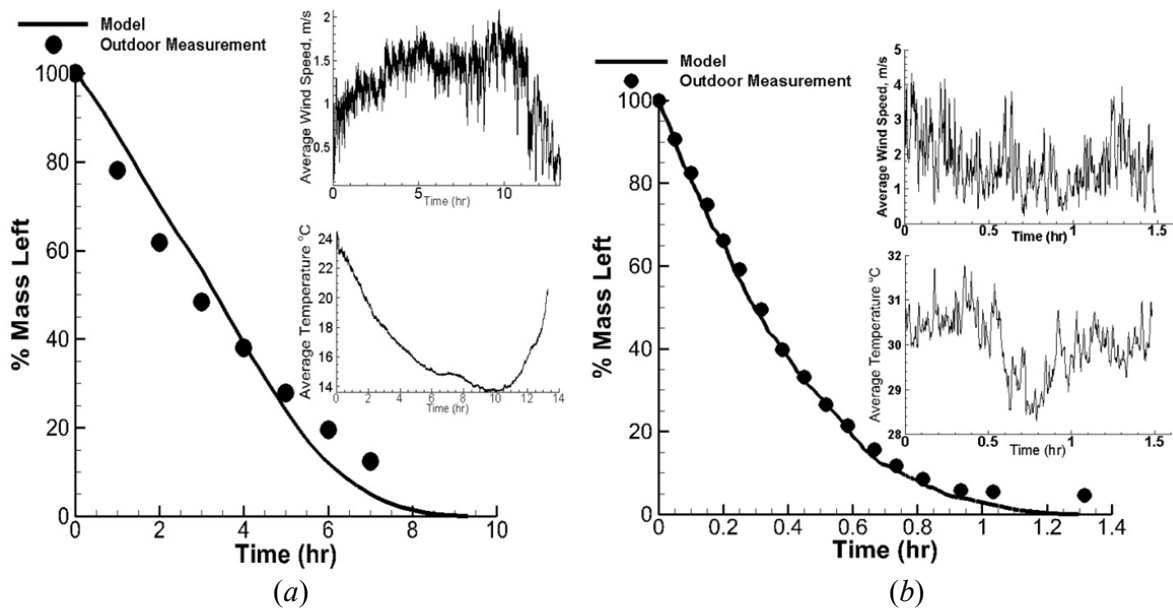 Model
Outdoor Measurement
100
80
60
40
20
0
% Mass Left
0 2 4 6 8 10
Time (hr)
2
1.5
1
0.5
Average Wind Speed, m/s
0 5 10
Time (hr)
24
22
20
18
16
14
Average Temperature °C
0 2 4 6 8 10 12 14
Time (hr)
(a)
Model
Outdoor Measurement
100
80
60
40
20
0
% Mass Left
0 0.2 0.4 0.6 0.8 1 1.2 1.4
Time (hr)
5
4
3
2
1
0
Average Wind Speed, m/s
0 0.5 1 1.5
Time (hr)
32
31
30
29
28
Average Temperature °C
0 0.5 1 1.5
Time (hr)
(b)